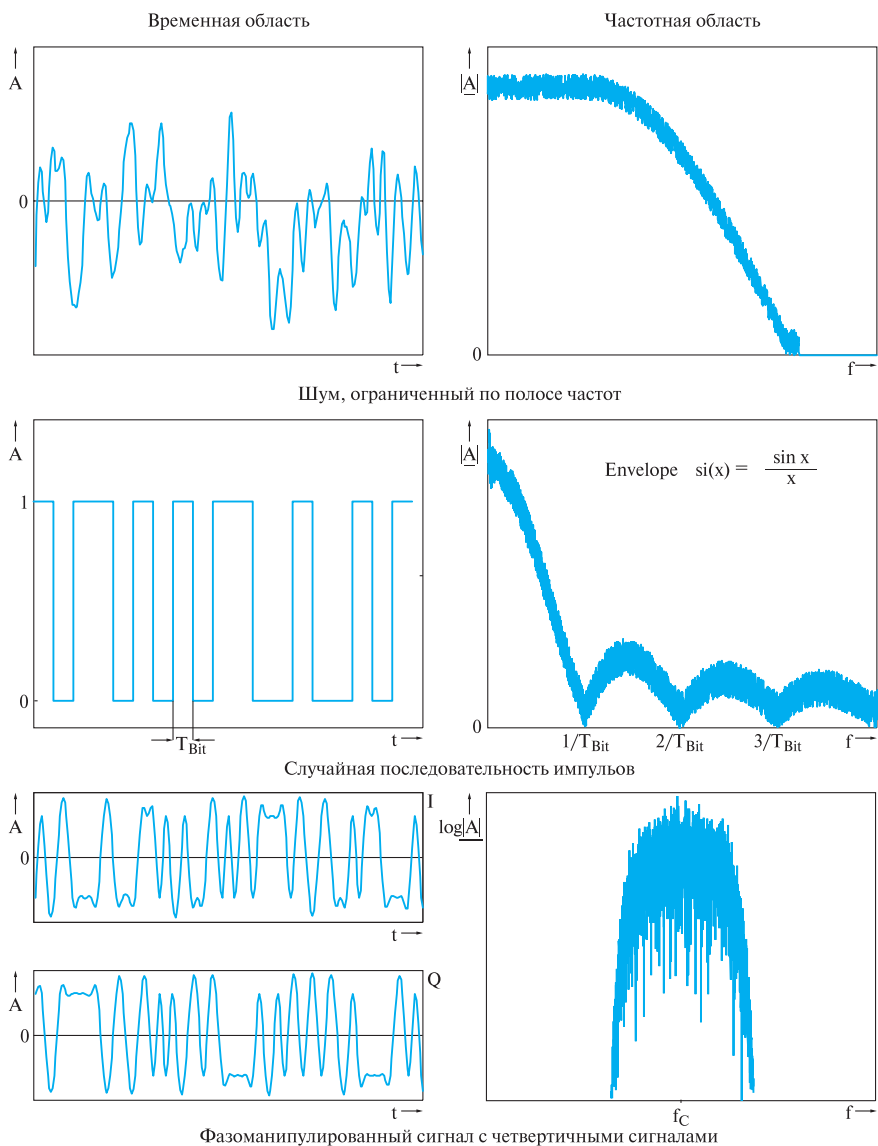 Временная область
Частотная область
A
0
t
|A|
0
f
Шум, ограниченный по полосе частот
A
1
0
T_Bit
t
|A|
Envelope si(x) = sin x / x
0
1/T_Bit
2/T_Bit
3/T_Bit
f
Случайная последовательность импульов
A
0
I
t
A
0
Q
t
log|A|
f_C
f
Фазоманипулированный сигнал с четвертичными сигналами